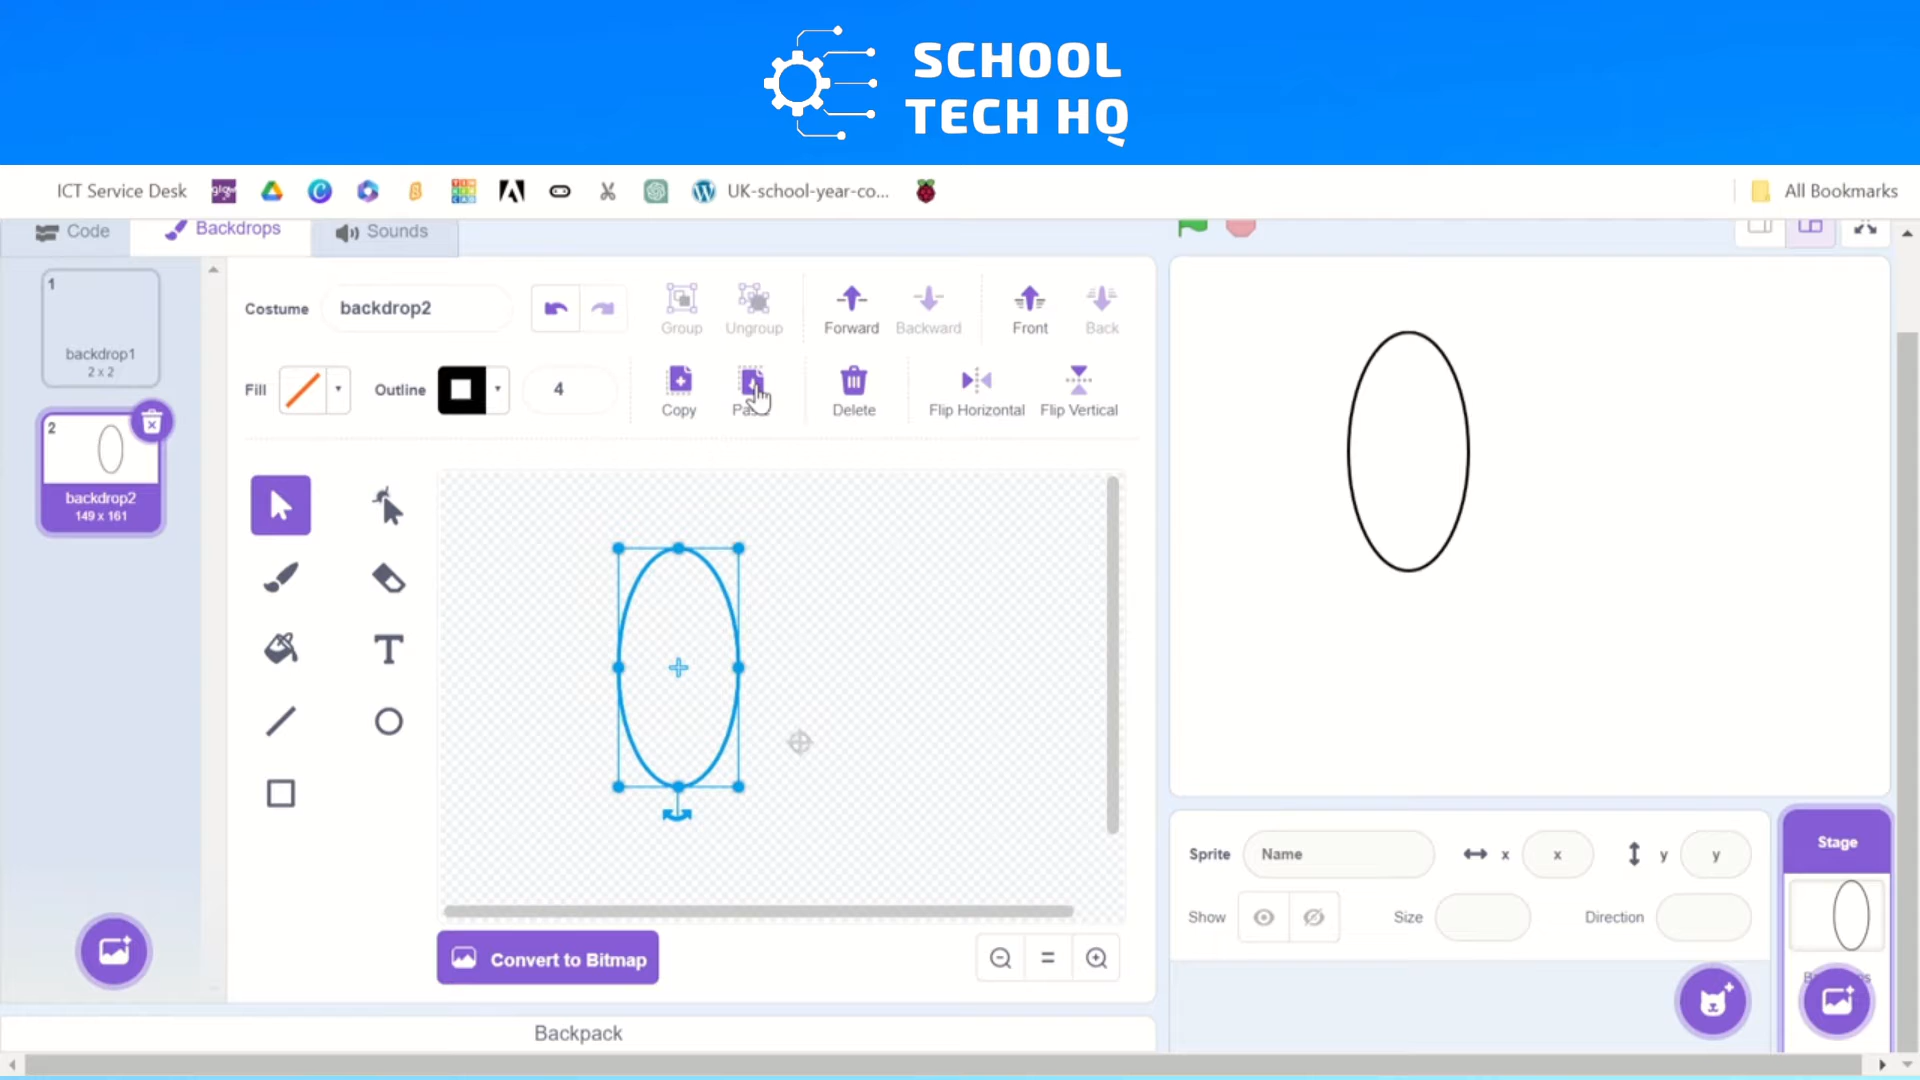 SCHOOL
TECH HQ
ICT Service Desk
UK-school-year-co...
All Bookmarks
Code
Backdrops
Sounds
1
backdrop1
2 x 2
2
backdrop2
149 x 161
Costume
backdrop2
Group
Ungroup
Forward
Backward
Front
Back
Fill
Outline
4
Copy
Delete
Flip Horizontal
Flip Vertical
Convert to Bitmap
Backpack
Sprite
Name
x
x
y
y
Show
Size
Direction
Stage